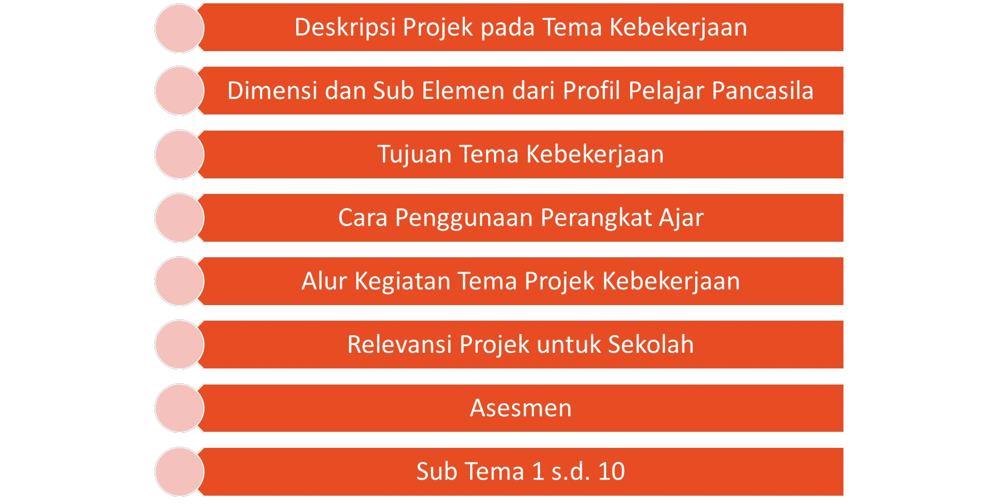 Deskripsi Projek pada Tema Kebekerjaan
Dimensi dan Sub Elemen dari Profil Pelajar Pancasila
Tujuan Tema Kebekerjaan
Cara Penggunaan Perangkat Ajar
Alur Kegiatan Tema Projek Kebekerjaan
Relevansi Projek untuk Sekolah
Asesmen
Sub Tema 1 s.d. 10